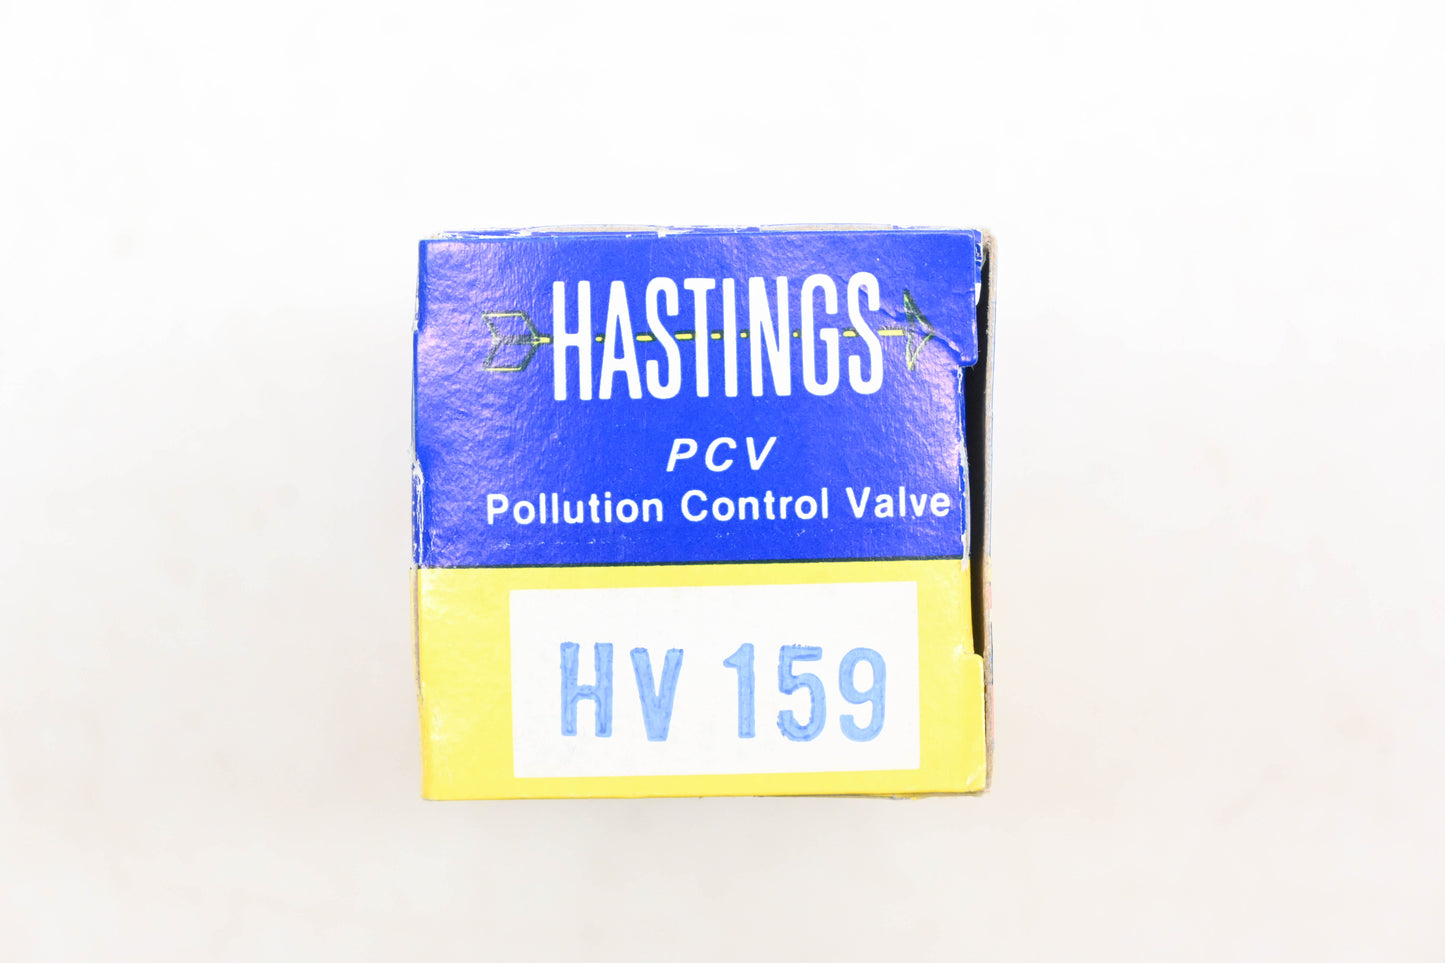 HASTINGS
PCV
Pollution Control Valve
HV 159